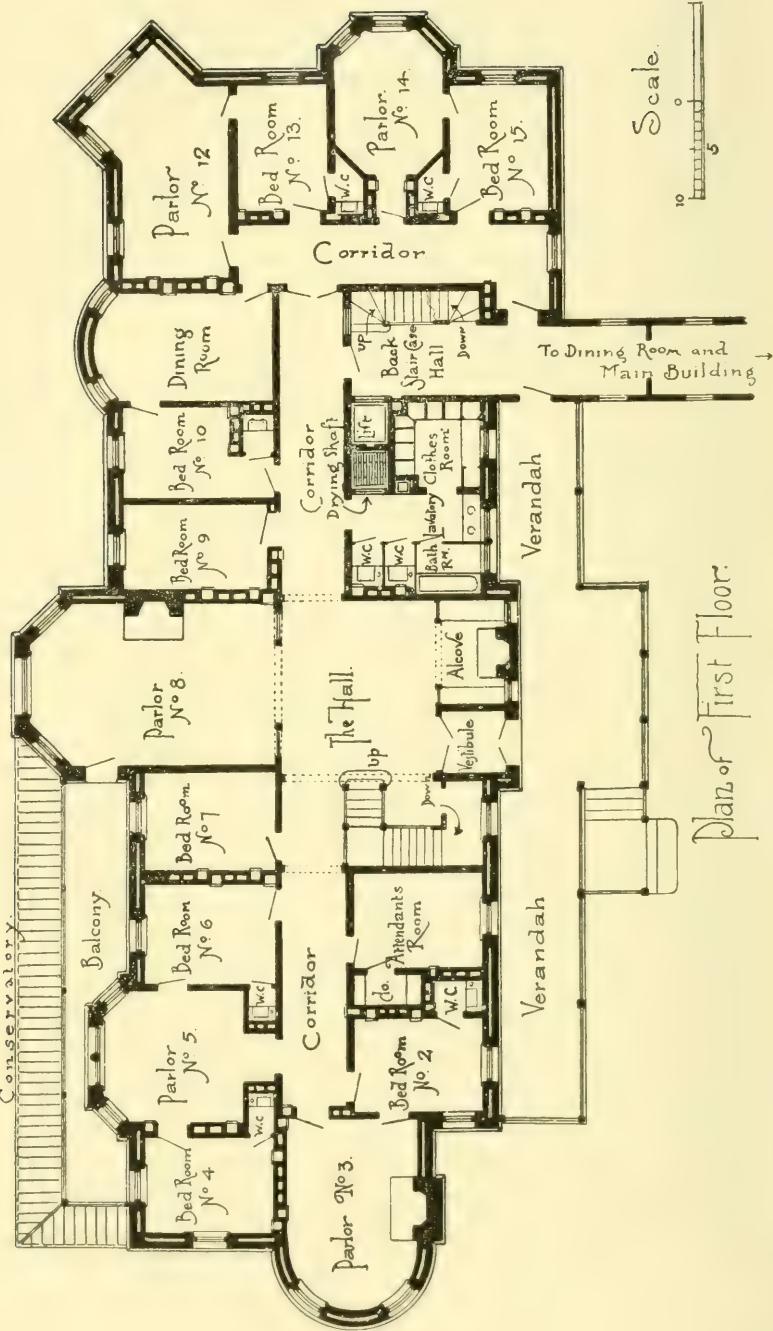 Conservatory.
Balcony.
Parlor
No 12
Bed Room
No 13.
Parlor.
No 14.
Bed Room
No 15.
W.C
W.C
Corridor
Dining
Room
Bed Room
No 10
Bed Room
No 9
Parlor
No 8.
Bed Room
No 7
Bed Room
No 6
Parlor
No 5.
W.C
W.C
Bed Room
No 4
Parlor No 3.
Bed Room
No. 2
W.C
Clo.
Attendants
Room
Corridor
The Hall.
Up
Down
Vestibule
Alcove
Corridor
Drying Shaft
Lift
W.C
W.C
Bath
RM.
Lavatory
Clothes
Room
UP
Back
Stair Case
Hall
Down
To Dining Room and
Main Building
Verandah
Verandah
Scale.
10
5
0
Plan of First Floor.